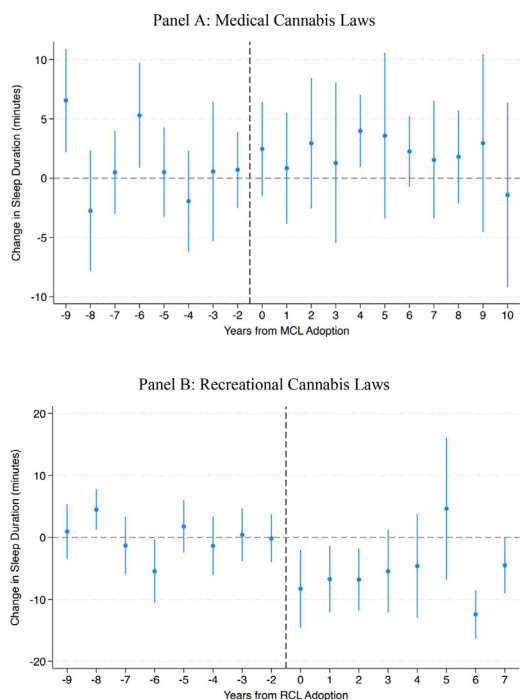 Panel A: Medical Cannabis Laws
Change in Sleep Duration (minutes)
10
5
0
-5
-10
-9 -8 -7 -6 -5 -4 -3 -2 0 1 2 3 4 5 6 7 8 9 10
Years from MCL Adoption
Panel B: Recreational Cannabis Laws
Change in Sleep Duration (minutes)
20
10
0
-10
-20
-9 -8 -7 -6 -5 -4 -3 -2 0 1 2 3 4 5 6 7
Years from RCL Adoption